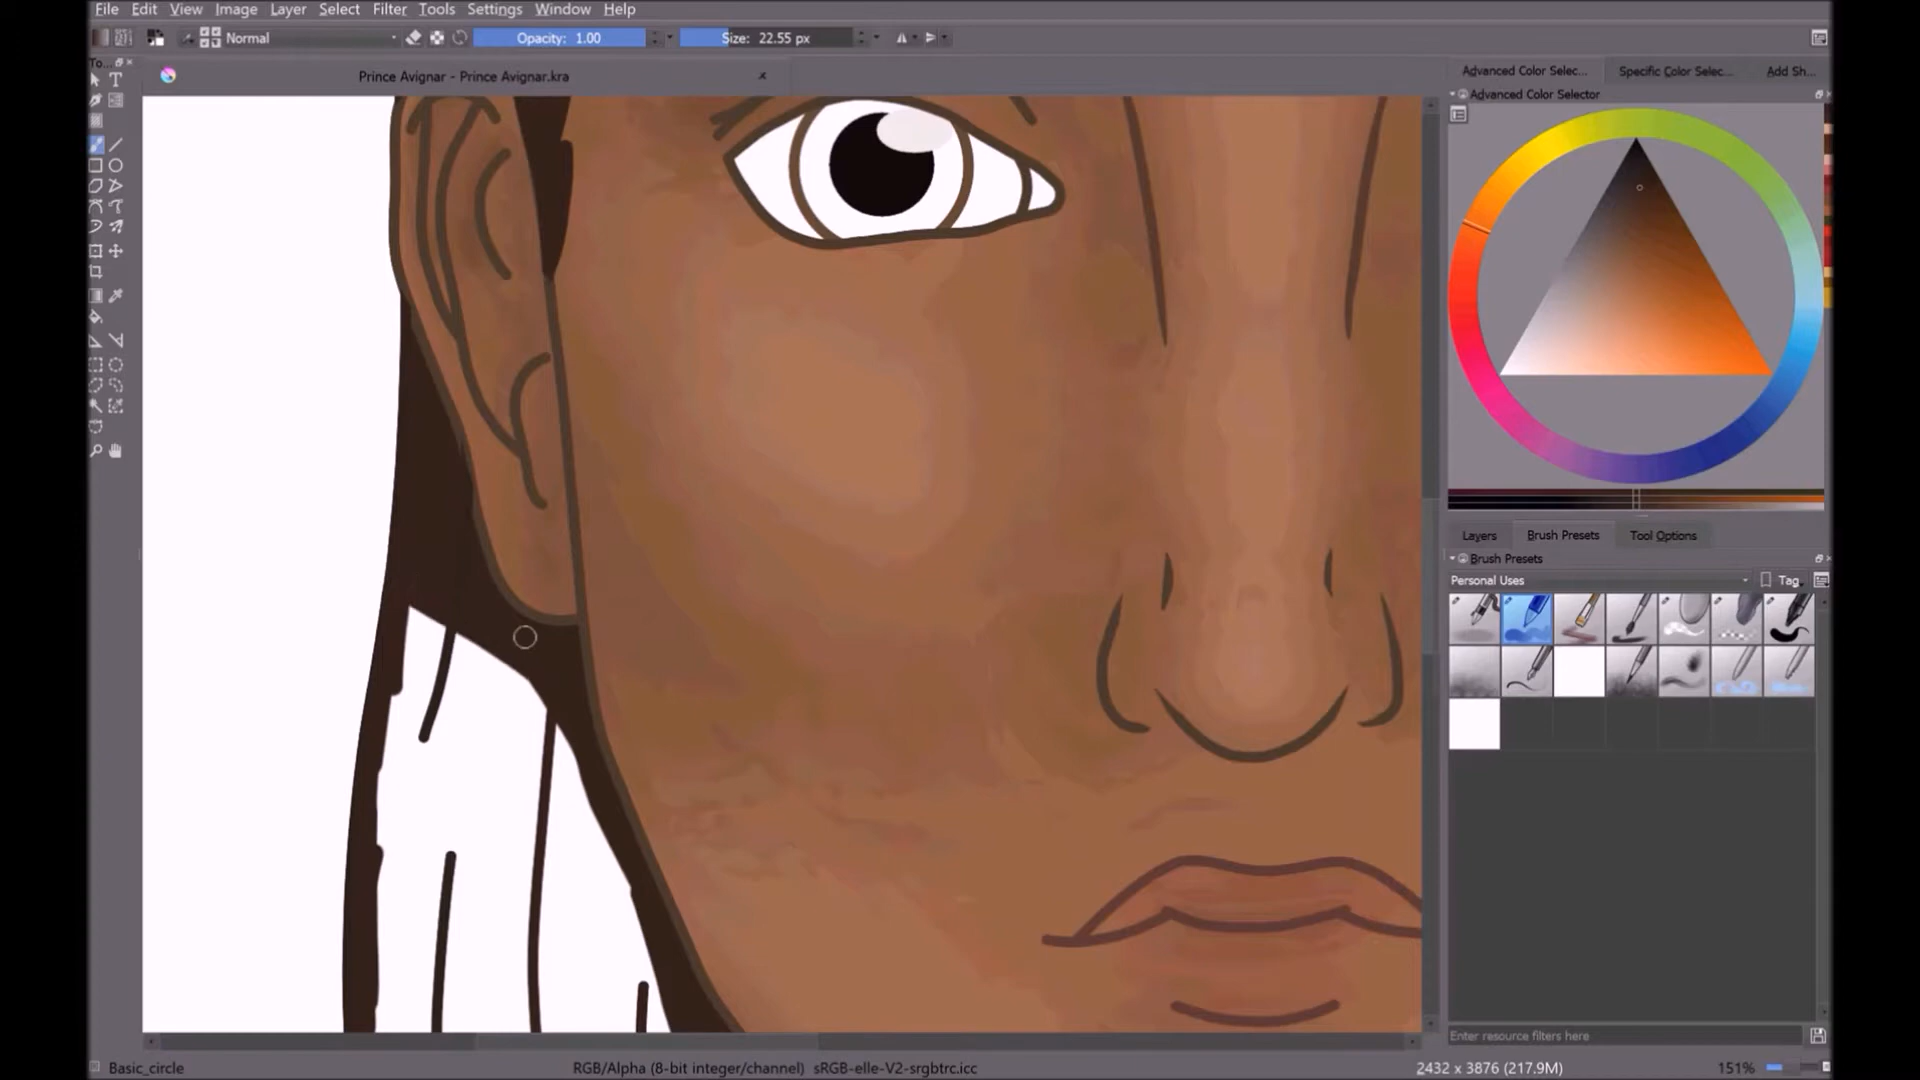 File Edit View Image Layer Select Filter Tools Settings Window Help
Normal Opacity: 1.00 Size: 22.55 px
To...
Prince Avignar - Prince Avignar.kra x
Advanced Color Selec... Specific Color Selec... Add Sh...
Advanced Color Selector
Layers Brush Presets Tool Options
Brush Presets
Personal Uses Tag
Enter resource filters here
Basic_circle RGB/Alpha (8-bit integer/channel) sRGB-elle-V2-srgbtrc.icc 2432 x 3876 (217.9M) 151%